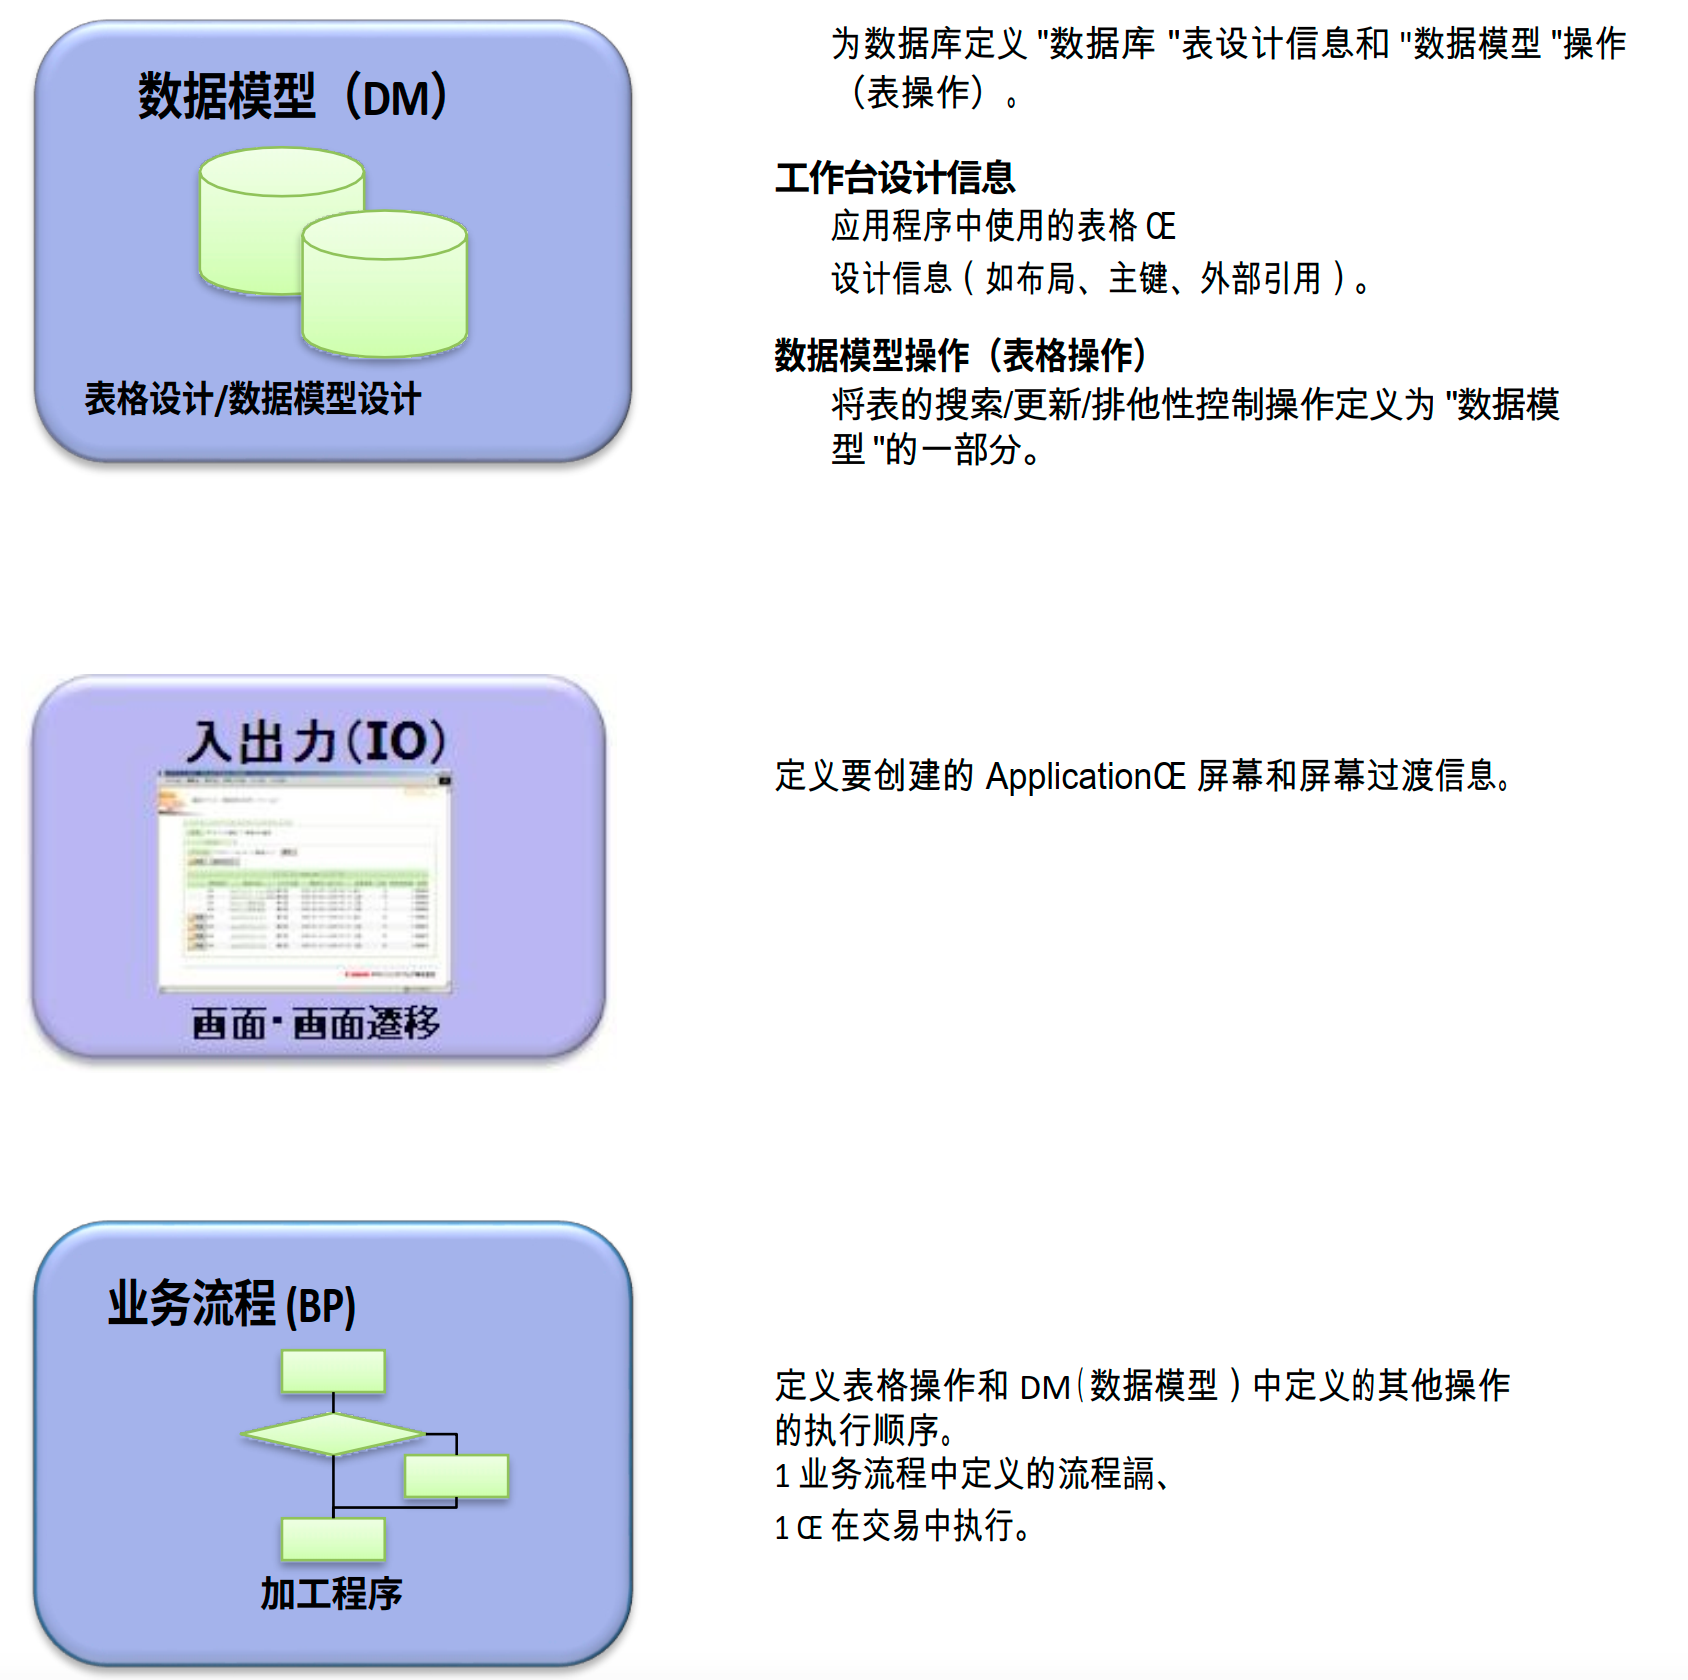 数据模型（DM）
表格设计/数据模型设计
为数据库定义 "数据库 "表设计信息和 "数据模型 "操作
（表操作）。
工作台设计信息
应用程序中使用的表格 Œ
设计信息（如布局、主键、外部引用）。
数据模型操作（表格操作）
将表的搜索/更新/排他性控制操作定义为 "数据模
型 "的一部分。
入出力(IO)
画面・画面遷移
定义要创建的 ApplicationŒ 屏幕和屏幕过渡信息。
业务流程 (BP)
加工程序
定义表格操作和 DM（数据模型）中定义的其他操作
的执行顺序。
1 业务流程中定义的流程謆、
1 Œ 在交易中执行。